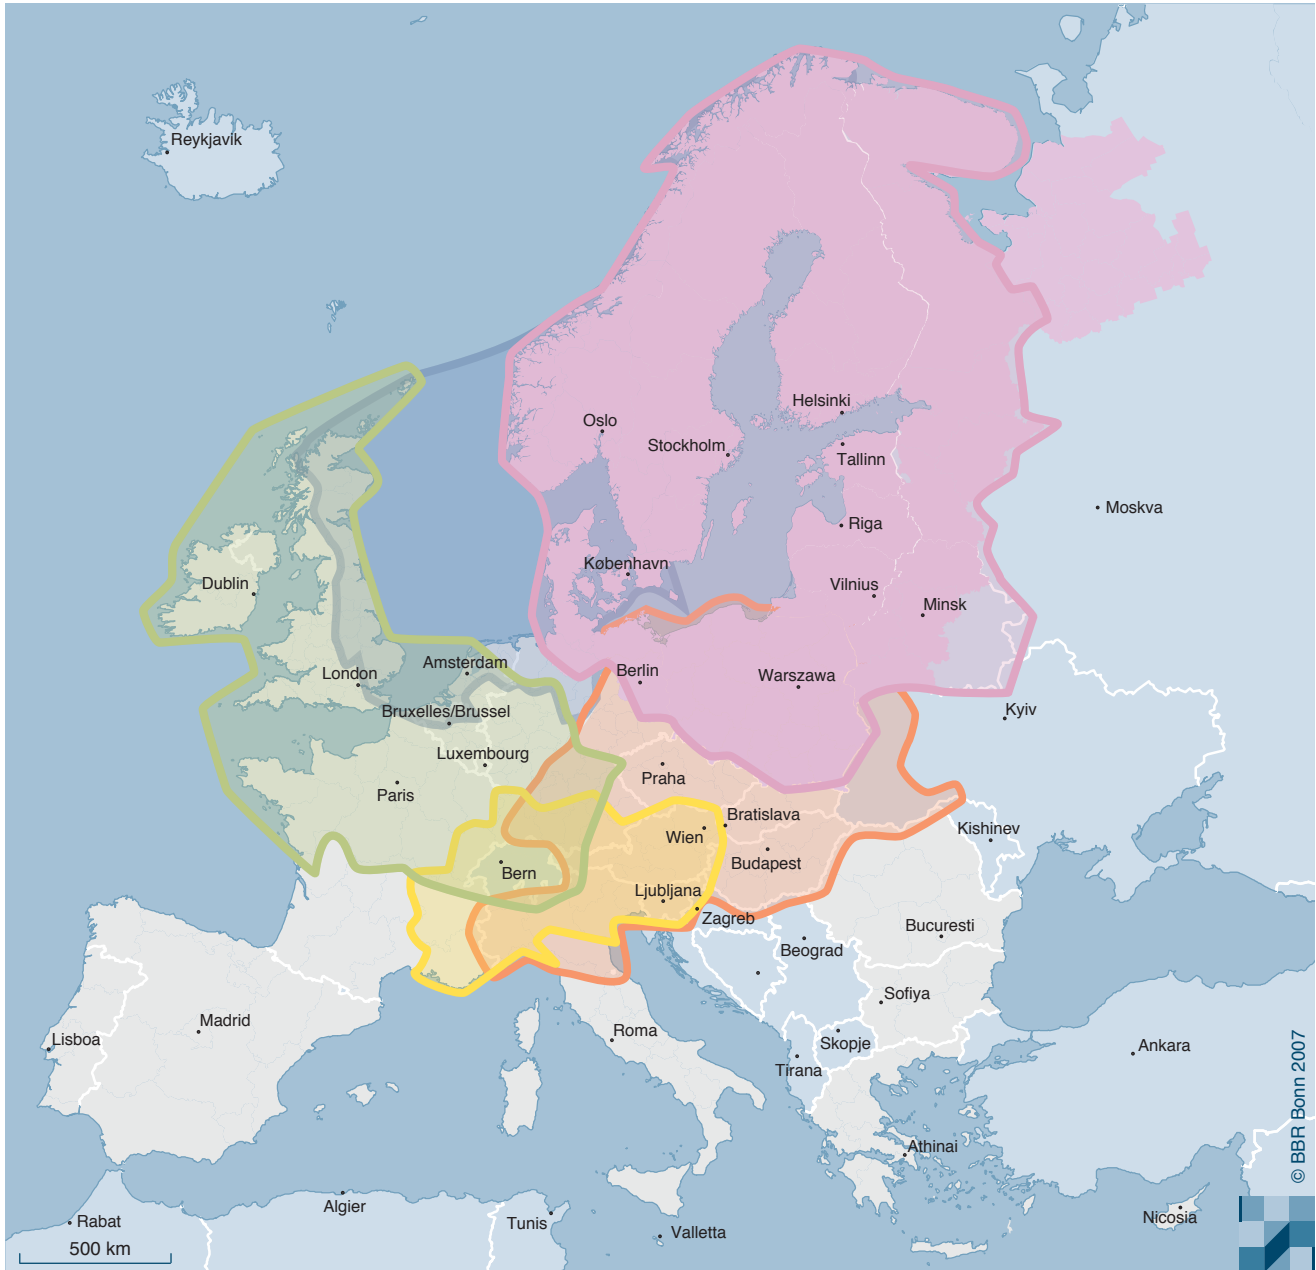 Reykjavik
Helsinki
Oslo
Stockholm
Tallinn
Moskva
Riga
København
Dublin
Vilnius
Minsk
Amsterdam
London
Berlin
Warszawa
Bruxelles/Brussel
Kyiv
Luxembourg
Praha
Paris
Bratislava
Wien
Kishinev
Budapest
Bern
Ljubljana
Zagreb
Bucuresti
Beograd
Sofiya
Madrid
Roma
Lisboa
Skopje
Ankara
Tirana
Athinai
© BBR Bonn 2007
Algier
Nicosia
Rabat
Tunis
Valletta
500 km